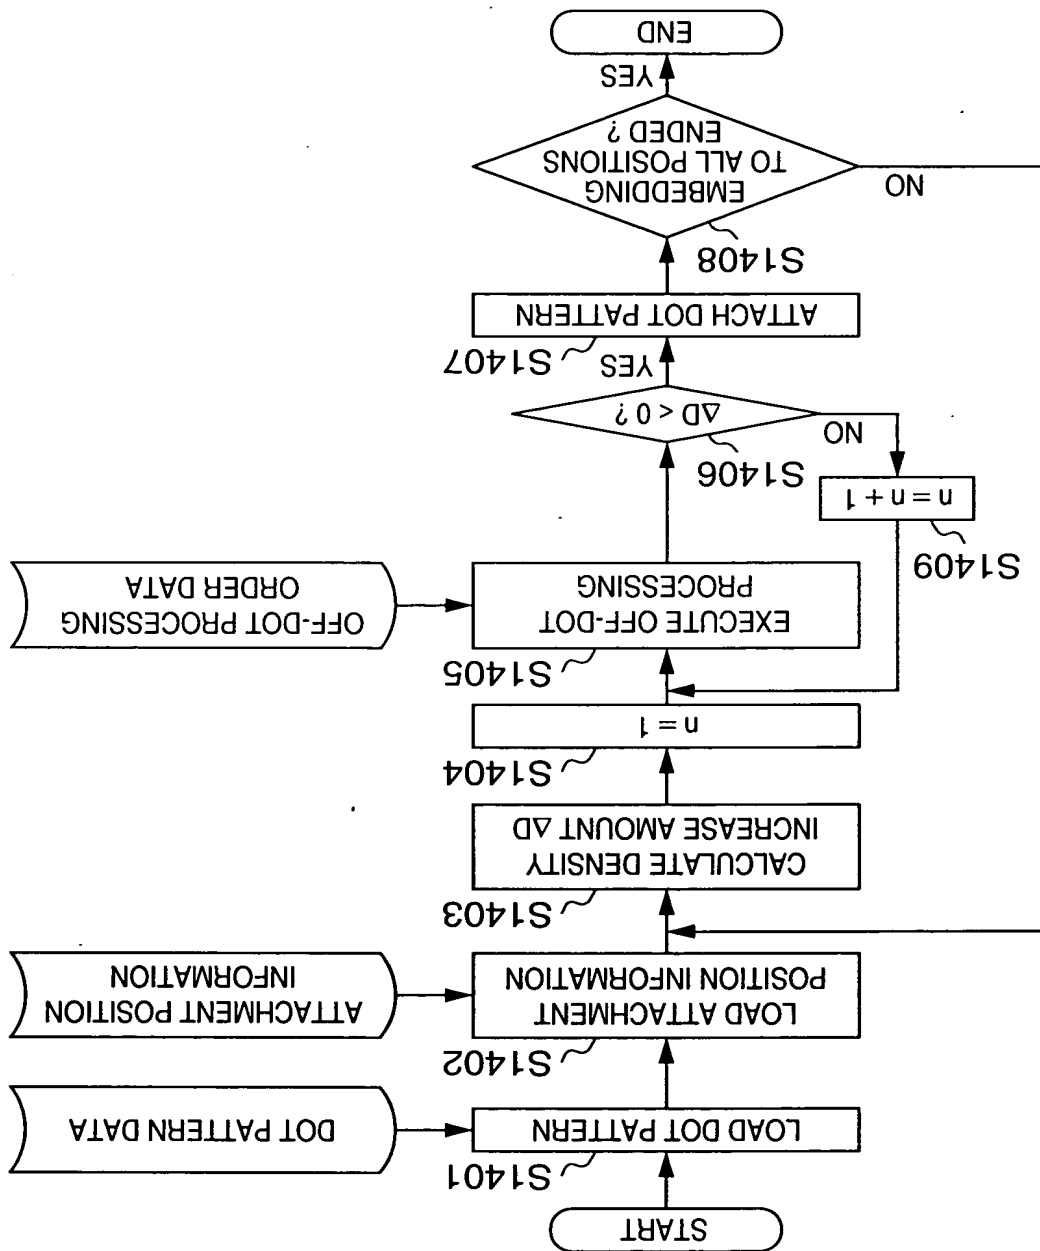 START
S1401
LOAD DOT PATTERN
DOT PATTERN DATA
S1402
LOAD ATTACHMENT
POSITION INFORMATION
ATTACHMENT POSITION
INFORMATION
S1403
CALCULATE DENSITY
INCREASE AMOUNT ΔD
S1404
n = 1
S1405
EXECUTE OFF-DOT
PROCESSING
OFF-DOT PROCESSING
ORDER DATA
S1409
n = n + 1
S1406
ΔD < 0 ?
NO
YES
S1407
ATTACH DOT PATTERN
S1408
EMBEDDING
TO ALL POSITIONS
ENDED ?
NO
YES
END